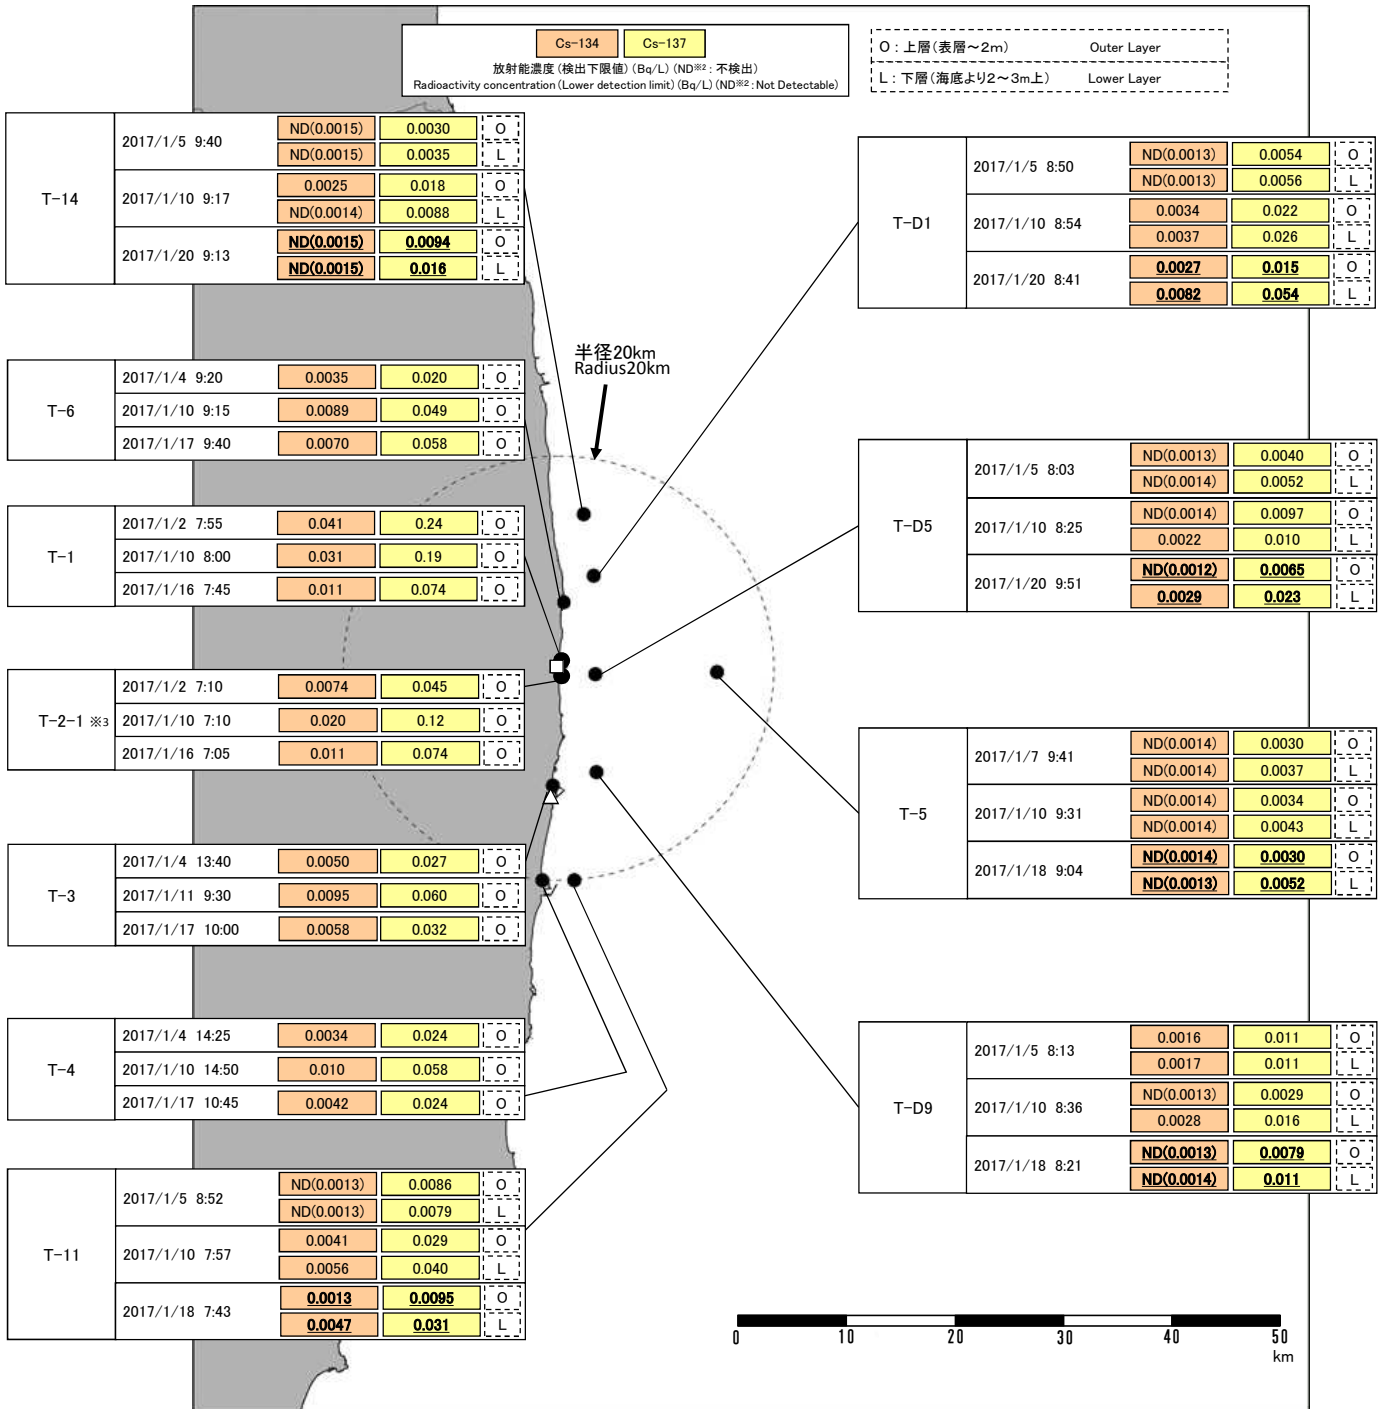 Cs-134 Cs-137
放射能濃度(検出下限値)(Bq/L)(ND※2:不検出)
Radioactivity concentration(Lower detection limit)(Bq/L)(ND※2:Not Detectable)
O:上層(表層～2m) Outer Layer
L:下層(海底より2～3m上) Lower Layer
T-14
2017/1/5 9:40 ND(0.0015) 0.0030 O
ND(0.0015) 0.0035 L
2017/1/10 9:17 0.0025 0.018 O
ND(0.0014) 0.0088 L
2017/1/20 9:13 ND(0.0015) 0.0094 O
ND(0.0015) 0.016 L
T-6
2017/1/4 9:20 0.0035 0.020 O
2017/1/10 9:15 0.0089 0.049 O
2017/1/17 9:40 0.0070 0.058 O
T-1
2017/1/2 7:55 0.041 0.24 O
2017/1/10 8:00 0.031 0.19 O
2017/1/16 7:45 0.011 0.074 O
T-2-1 ※3
2017/1/2 7:10 0.0074 0.045 O
2017/1/10 7:10 0.020 0.12 O
2017/1/16 7:05 0.011 0.074 O
T-3
2017/1/4 13:40 0.0050 0.027 O
2017/1/11 9:30 0.0095 0.060 O
2017/1/17 10:00 0.0058 0.032 O
T-4
2017/1/4 14:25 0.0034 0.024 O
2017/1/10 14:50 0.010 0.058 O
2017/1/17 10:45 0.0042 0.024 O
T-11
2017/1/5 8:52 ND(0.0013) 0.0086 O
ND(0.0013) 0.0079 L
2017/1/10 7:57 0.0041 0.029 O
0.0056 0.040 L
2017/1/18 7:43 0.0013 0.0095 O
0.0047 0.031 L
半径20km
Radius20km
T-D1
2017/1/5 8:50 ND(0.0013) 0.0054 O
ND(0.0013) 0.0056 L
2017/1/10 8:54 0.0034 0.022 O
0.0037 0.026 L
2017/1/20 8:41 0.0027 0.015 O
0.0082 0.054 L
T-D5
2017/1/5 8:03 ND(0.0013) 0.0040 O
ND(0.0014) 0.0052 L
2017/1/10 8:25 ND(0.0014) 0.0097 O
0.0022 0.010 L
2017/1/20 9:51 ND(0.0012) 0.0065 O
0.0029 0.023 L
T-5
2017/1/7 9:41 ND(0.0014) 0.0030 O
ND(0.0014) 0.0037 L
2017/1/10 9:31 ND(0.0014) 0.0034 O
ND(0.0014) 0.0043 L
2017/1/18 9:04 ND(0.0014) 0.0030 O
ND(0.0013) 0.0052 L
T-D9
2017/1/5 8:13 0.0016 0.011 O
0.0017 0.011 L
2017/1/10 8:36 ND(0.0013) 0.0029 O
0.0028 0.016 L
2017/1/18 8:21 ND(0.0013) 0.0079 O
ND(0.0014) 0.011 L
0 10 20 30 40 50
km